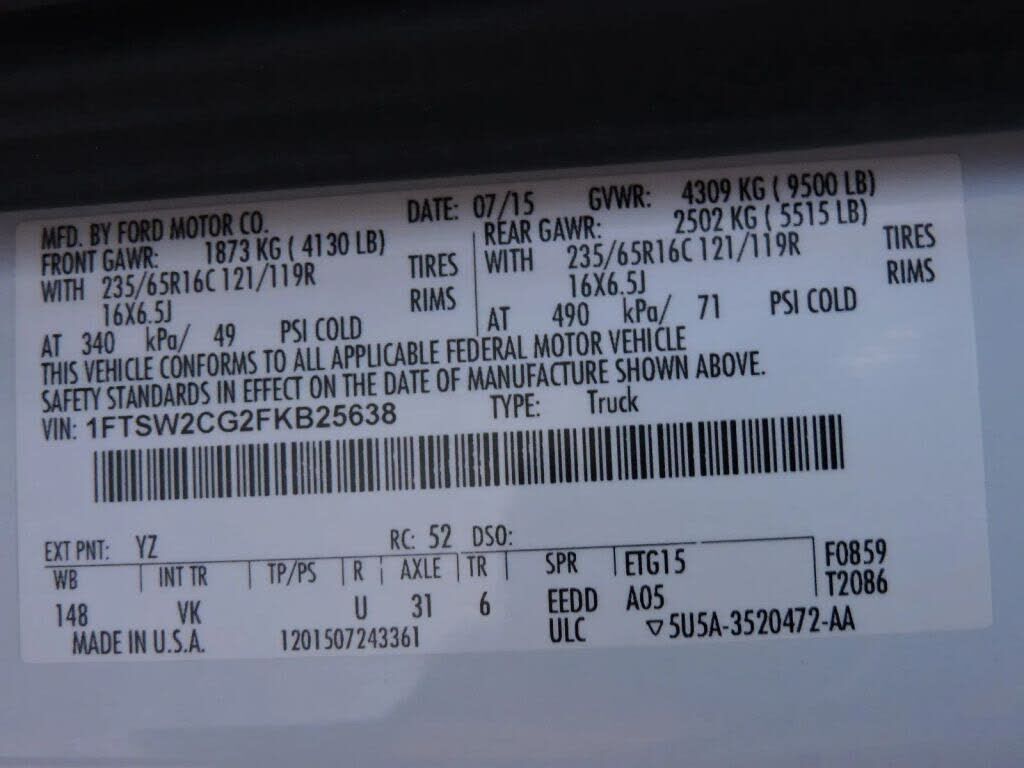 MFD. BY FORD MOTOR CO. DATE: 07/15 GVWR: 4309 KG ( 9500 LB)
FRONT GAWR: 1873 KG ( 4130 LB) REAR GAWR: 2502 KG ( 5515 LB)
WITH 235/65R16C 121/119R TIRES WITH 235/65R16C 121/119R TIRES
16X6.5J RIMS 16X6.5J RIMS
AT 340 kPa/ 49 PSI COLD AT 490 kPa/ 71 PSI COLD
THIS VEHICLE CONFORMS TO ALL APPLICABLE FEDERAL MOTOR VEHICLE
SAFETY STANDARDS IN EFFECT ON THE DATE OF MANUFACTURE SHOWN ABOVE.
VIN: 1FTSW2CG2FKB25638 TYPE: Truck
EXT PNT: YZ RC: 52 DSO:
WB INT TR TP/PS R AXLE TR SPR ETG15 F0859
148 VK U 31 6 EEDD A05 T2086
MADE IN U.S.A. 1201507243361 ULC ▽5U5A-3520472-AA